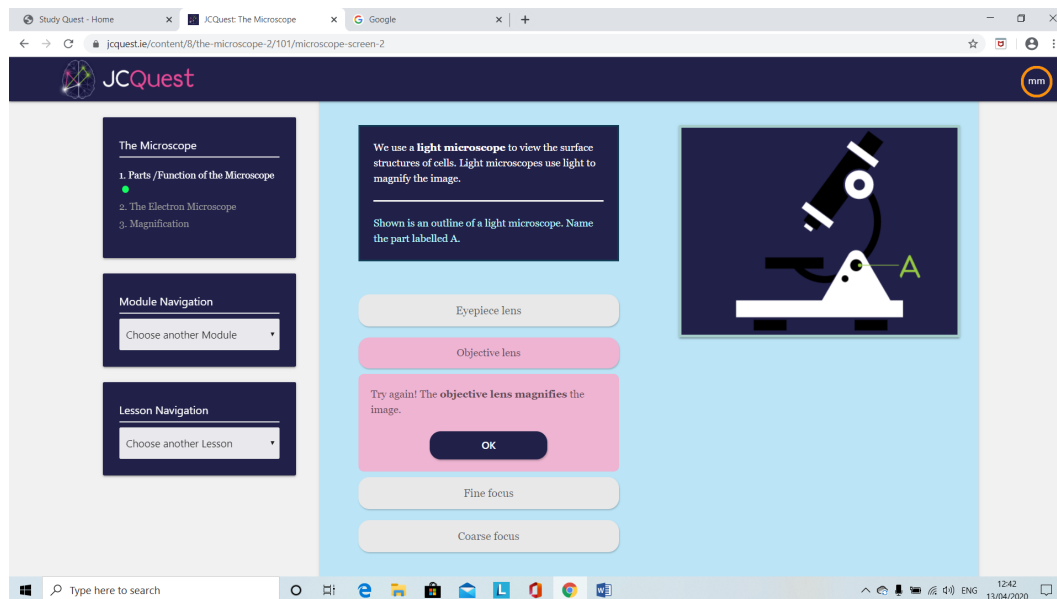 Study Quest - Home
JCQuest: The Microscope
Google
jcquest.ie/content/8/the-microscope-2/101/microscope-screen-2
JCQuest
mm
The Microscope
1. Parts /Function of the Microscope
2. The Electron Microscope
3. Magnification
Module Navigation
Choose another Module
Lesson Navigation
Choose another Lesson
We use a light microscope to view the surface
structures of cells. Light microscopes use light to
magnify the image.
Shown is an outline of a light microscope. Name
the part labelled A.
Eyepiece lens
Objective lens
Try again! The objective lens magnifies the
image.
OK
Fine focus
Coarse focus
A
Type here to search
L
ENG
12:42
13/04/2020